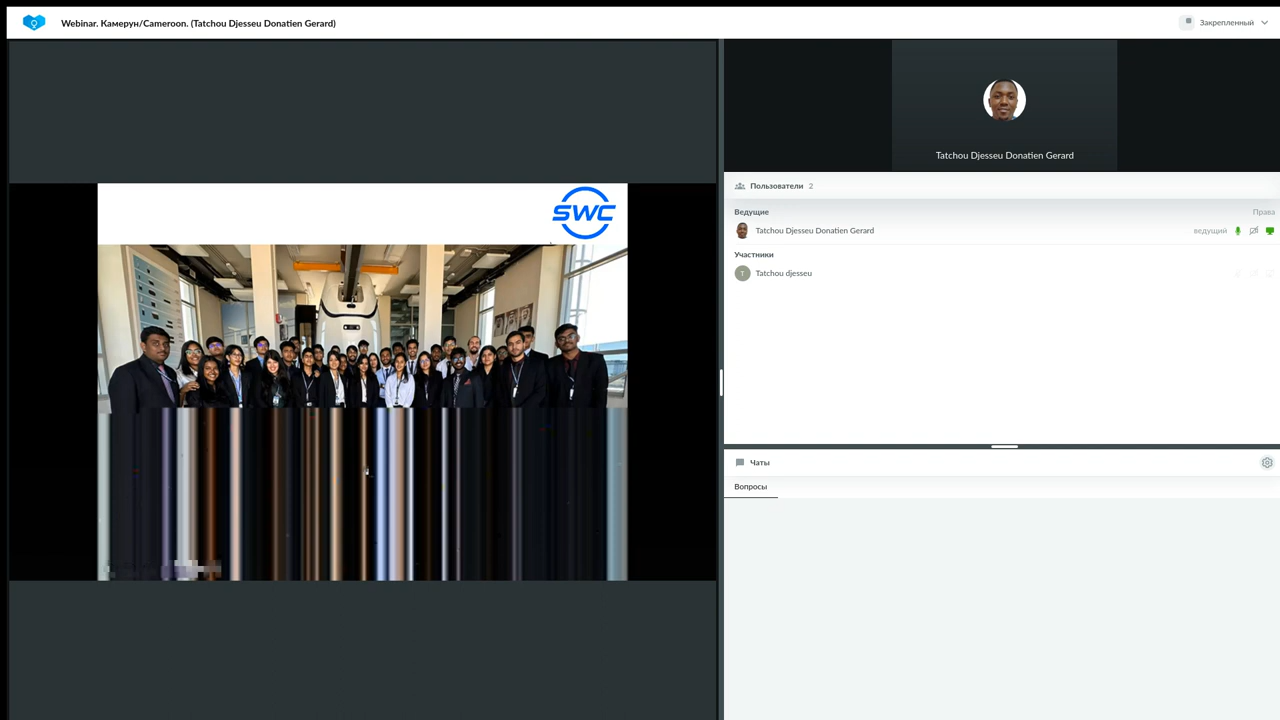 Webinar. Камерун/Cameroon. (Tatchou Djesseu Donatien Gerard)
Закрепленный
SWC
Tatchou Djesseu Donatien Gerard
Пользователи 2
Ведущие Права
Tatchou Djesseu Donatien Gerard ведущий
Участники
T Tatchou djesseu
Чаты
Вопросы